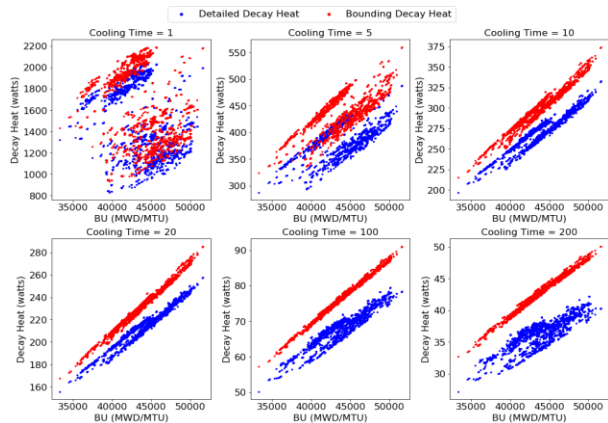 Detailed Decay Heat Bounding Decay Heat
Cooling Time = 1 Cooling Time = 5 Cooling Time = 10
Decay Heat (watts)
2200
2000
1800
1600
1400
1200
1000
800
35000 40000 45000 50000
BU (MWD/MTU)
Decay Heat (watts)
550
500
450
400
350
300
35000 40000 45000 50000
BU (MWD/MTU)
Decay Heat (watts)
375
350
325
300
275
250
225
200
35000 40000 45000 50000
BU (MWD/MTU)
Cooling Time = 20 Cooling Time = 100 Cooling Time = 200
Decay Heat (watts)
280
260
240
220
200
180
160
35000 40000 45000 50000
BU (MWD/MTU)
Decay Heat (watts)
90
80
70
60
50
35000 40000 45000 50000
BU (MWD/MTU)
Decay Heat (watts)
50
45
40
35
30
35000 40000 45000 50000
BU (MWD/MTU)